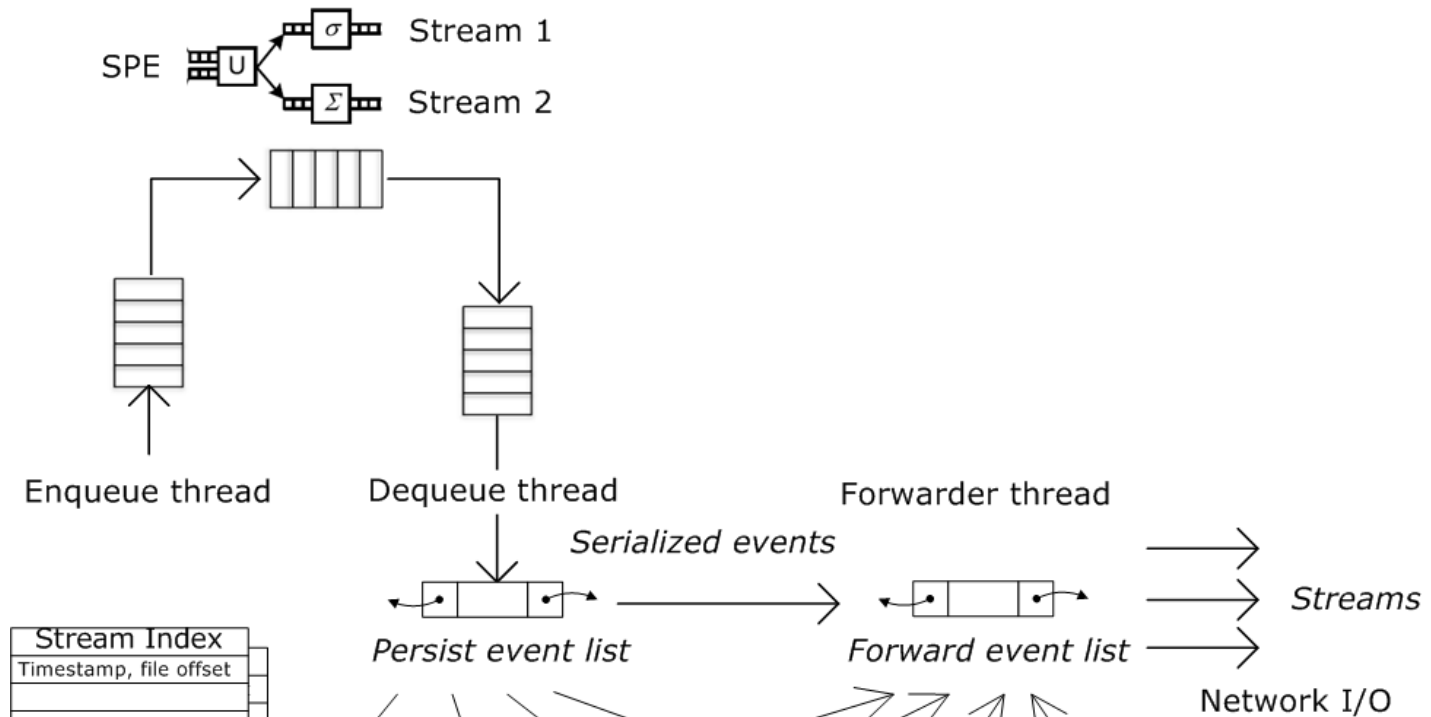 σ Stream 1
SPE U
Σ Stream 2
Enqueue thread
Dequeue thread
Forwarder thread
Serialized events
Streams
Stream Index
Timestamp, file offset
Persist event list
Forward event list
Network I/O